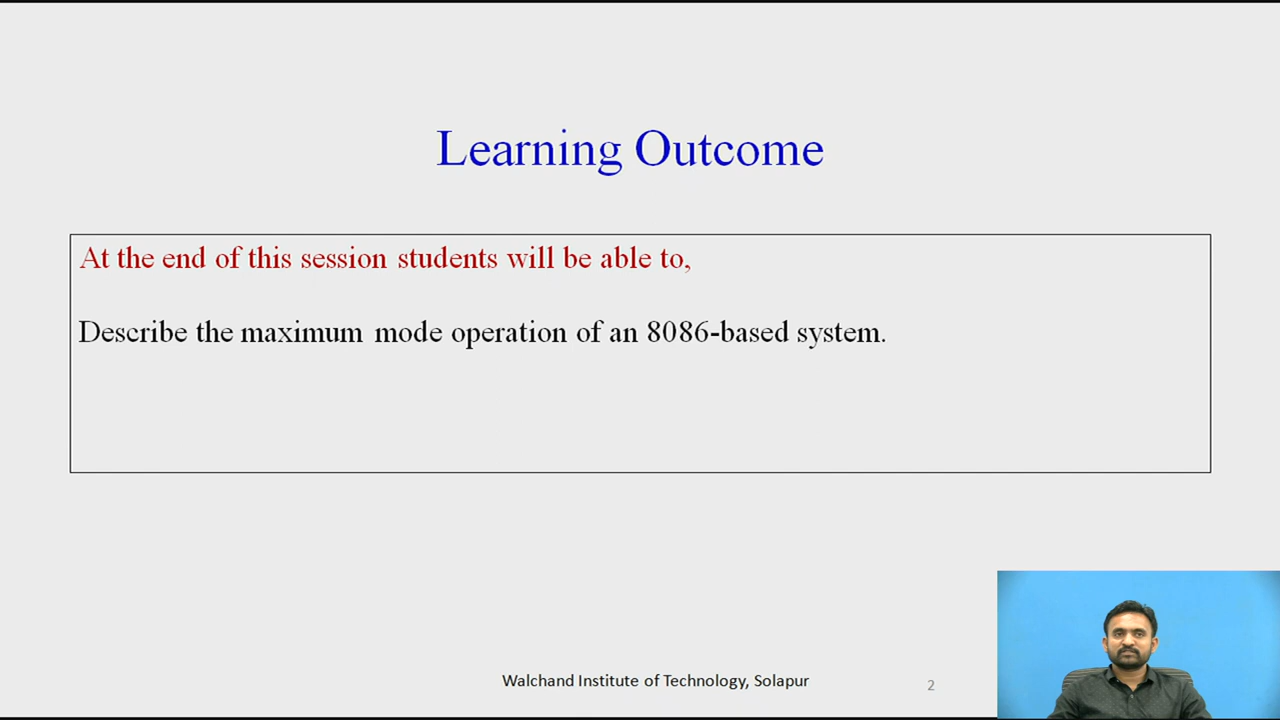 Learning Outcome
At the end of this session students will be able to,
Describe the maximum mode operation of an 8086-based system.
Walchand Institute of Technology, Solapur
2